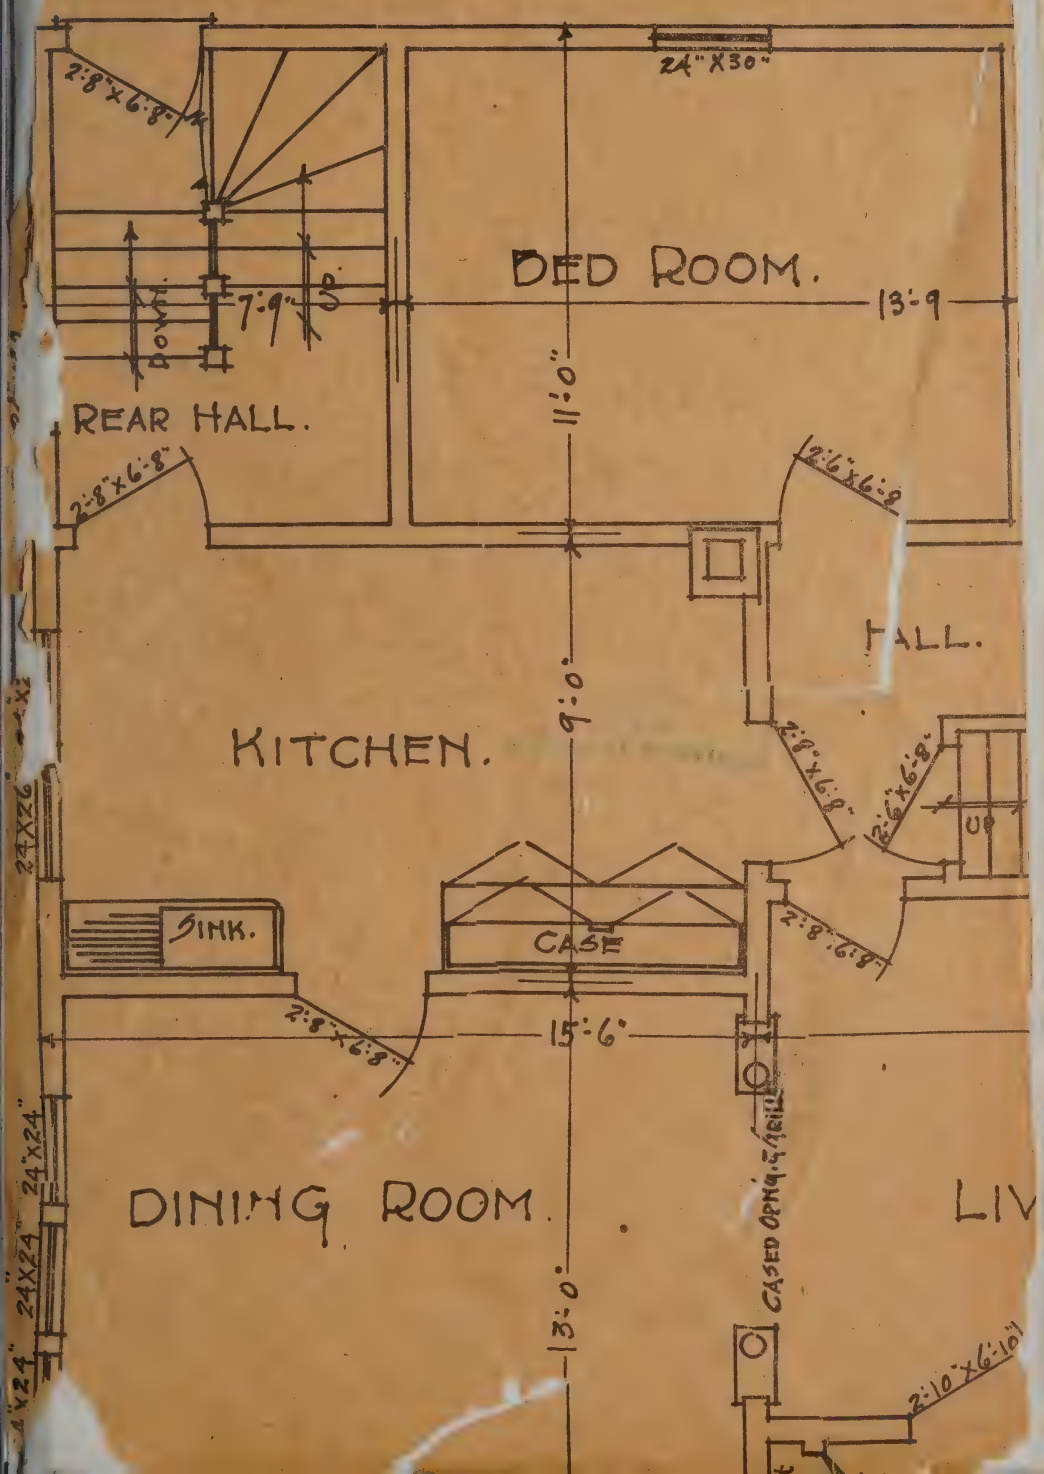 2'-8"X6'-8"
24"X30"
BED ROOM.
DOWN.
7'-9"
UP.
13'-9
11'-0"
REAR HALL.
2'-8"X6'-8"
2'-6"X6'-8
HALL.
9'-0"
KITCHEN.
2'-8"X6'-8"
2'-6"X6'-8"
UP
24X26"
SINK.
CASE
2'-8".6'-8"
2'-8"X6'-8"
15'-6"
24"X24"
DINING ROOM.
CASED OPN'G.
LIV
24X24"
13'-0"
2'-10"X6'-10"
"X24"